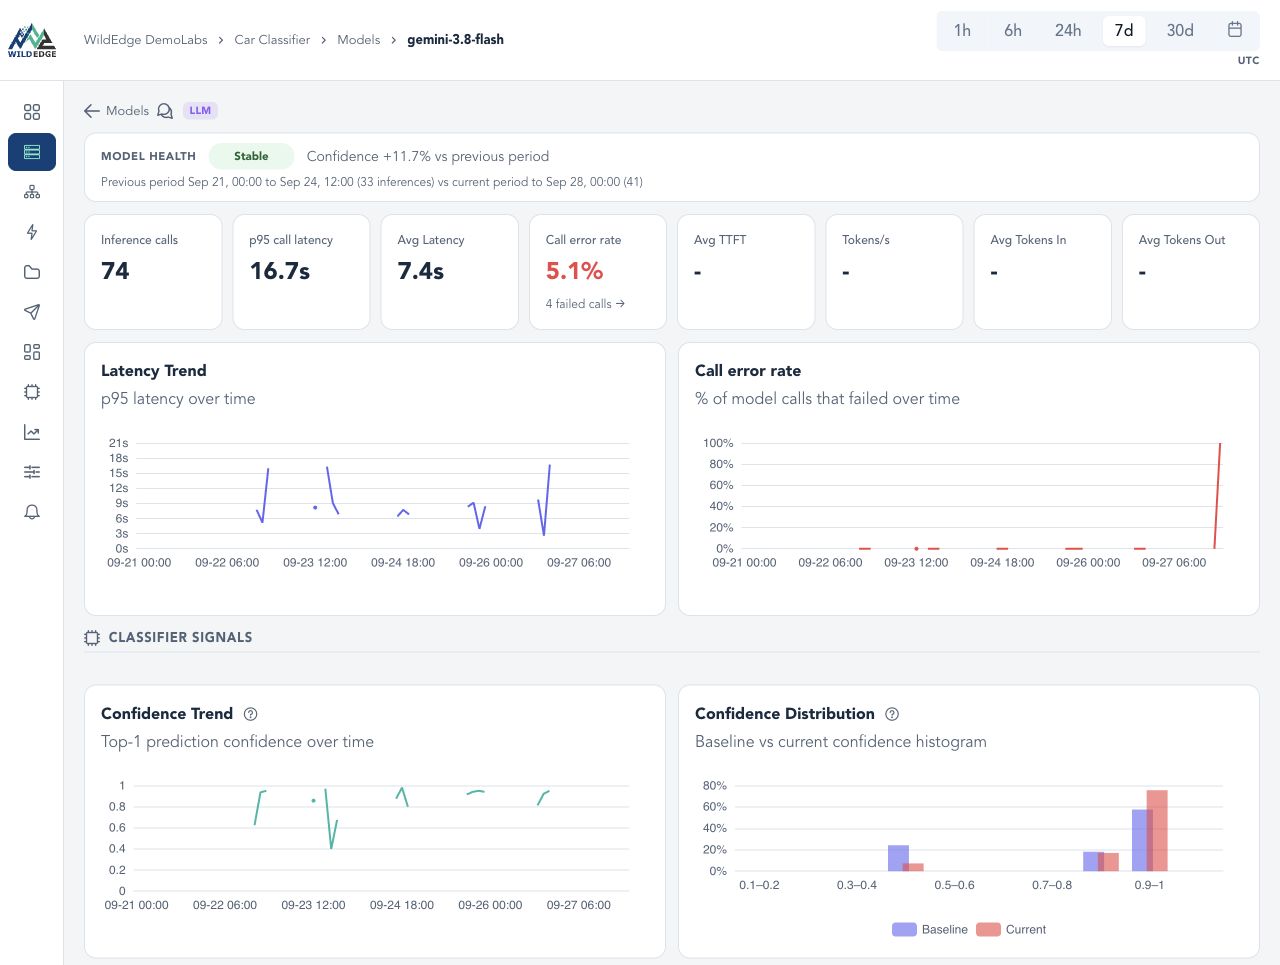 WILDEDGE
WildEdge DemoLabs > Car Classifier > Models > gemini-3.8-flash
1h 6h 24h 7d 30d
UTC
Models LLM
MODEL HEALTH Stable Confidence +11.7% vs previous period
Previous period Sep 21, 00:00 to Sep 24, 12:00 (33 inferences) vs current period to Sep 28, 00:00 (41)
Inference calls
74
p95 call latency
16.7s
Avg Latency
7.4s
Call error rate
5.1%
4 failed calls →
Avg TTFT
-
Tokens/s
-
Avg Tokens In
-
Avg Tokens Out
-
Latency Trend
p95 latency over time
21s
18s
15s
12s
9s
6s
3s
0s
09-21 00:00 09-22 06:00 09-23 12:00 09-24 18:00 09-26 00:00 09-27 06:00
Call error rate
% of model calls that failed over time
100%
80%
60%
40%
20%
0%
09-21 00:00 09-22 06:00 09-23 12:00 09-24 18:00 09-26 00:00 09-27 06:00
CLASSIFIER SIGNALS
Confidence Trend ?
Top-1 prediction confidence over time
1
0.8
0.6
0.4
0.2
0
09-21 00:00 09-22 06:00 09-23 12:00 09-24 18:00 09-26 00:00 09-27 06:00
Confidence Distribution ?
Baseline vs current confidence histogram
80%
60%
40%
20%
0%
0.1–0.2 0.3–0.4 0.5–0.6 0.7–0.8 0.9–1
Baseline Current